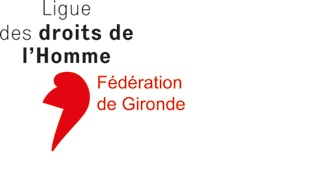 Ligue
des droits de
l'Homme
Fédération
de Gironde